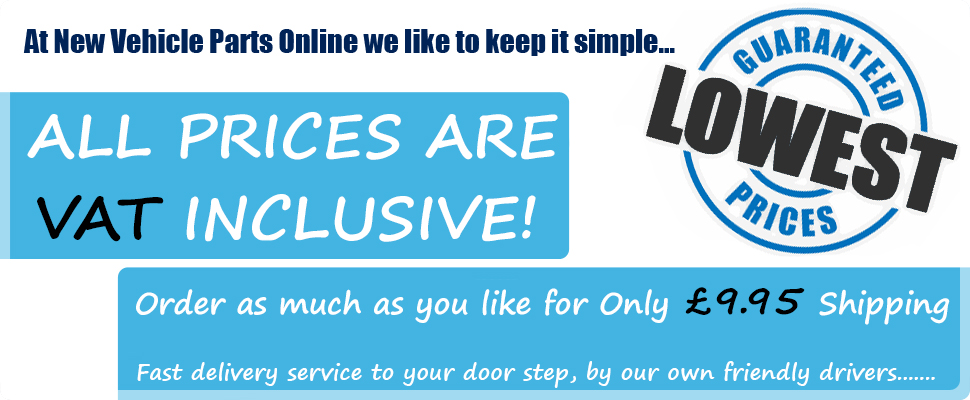 At New Vehicle Parts Online we like to keep it simple...
GUARANTEED
LOWEST
PRICES
ALL PRICES ARE
VAT INCLUSIVE!
Order as much as you like for Only £9.95 Shipping
Fast delivery service to your door step, by our own friendly drivers.......